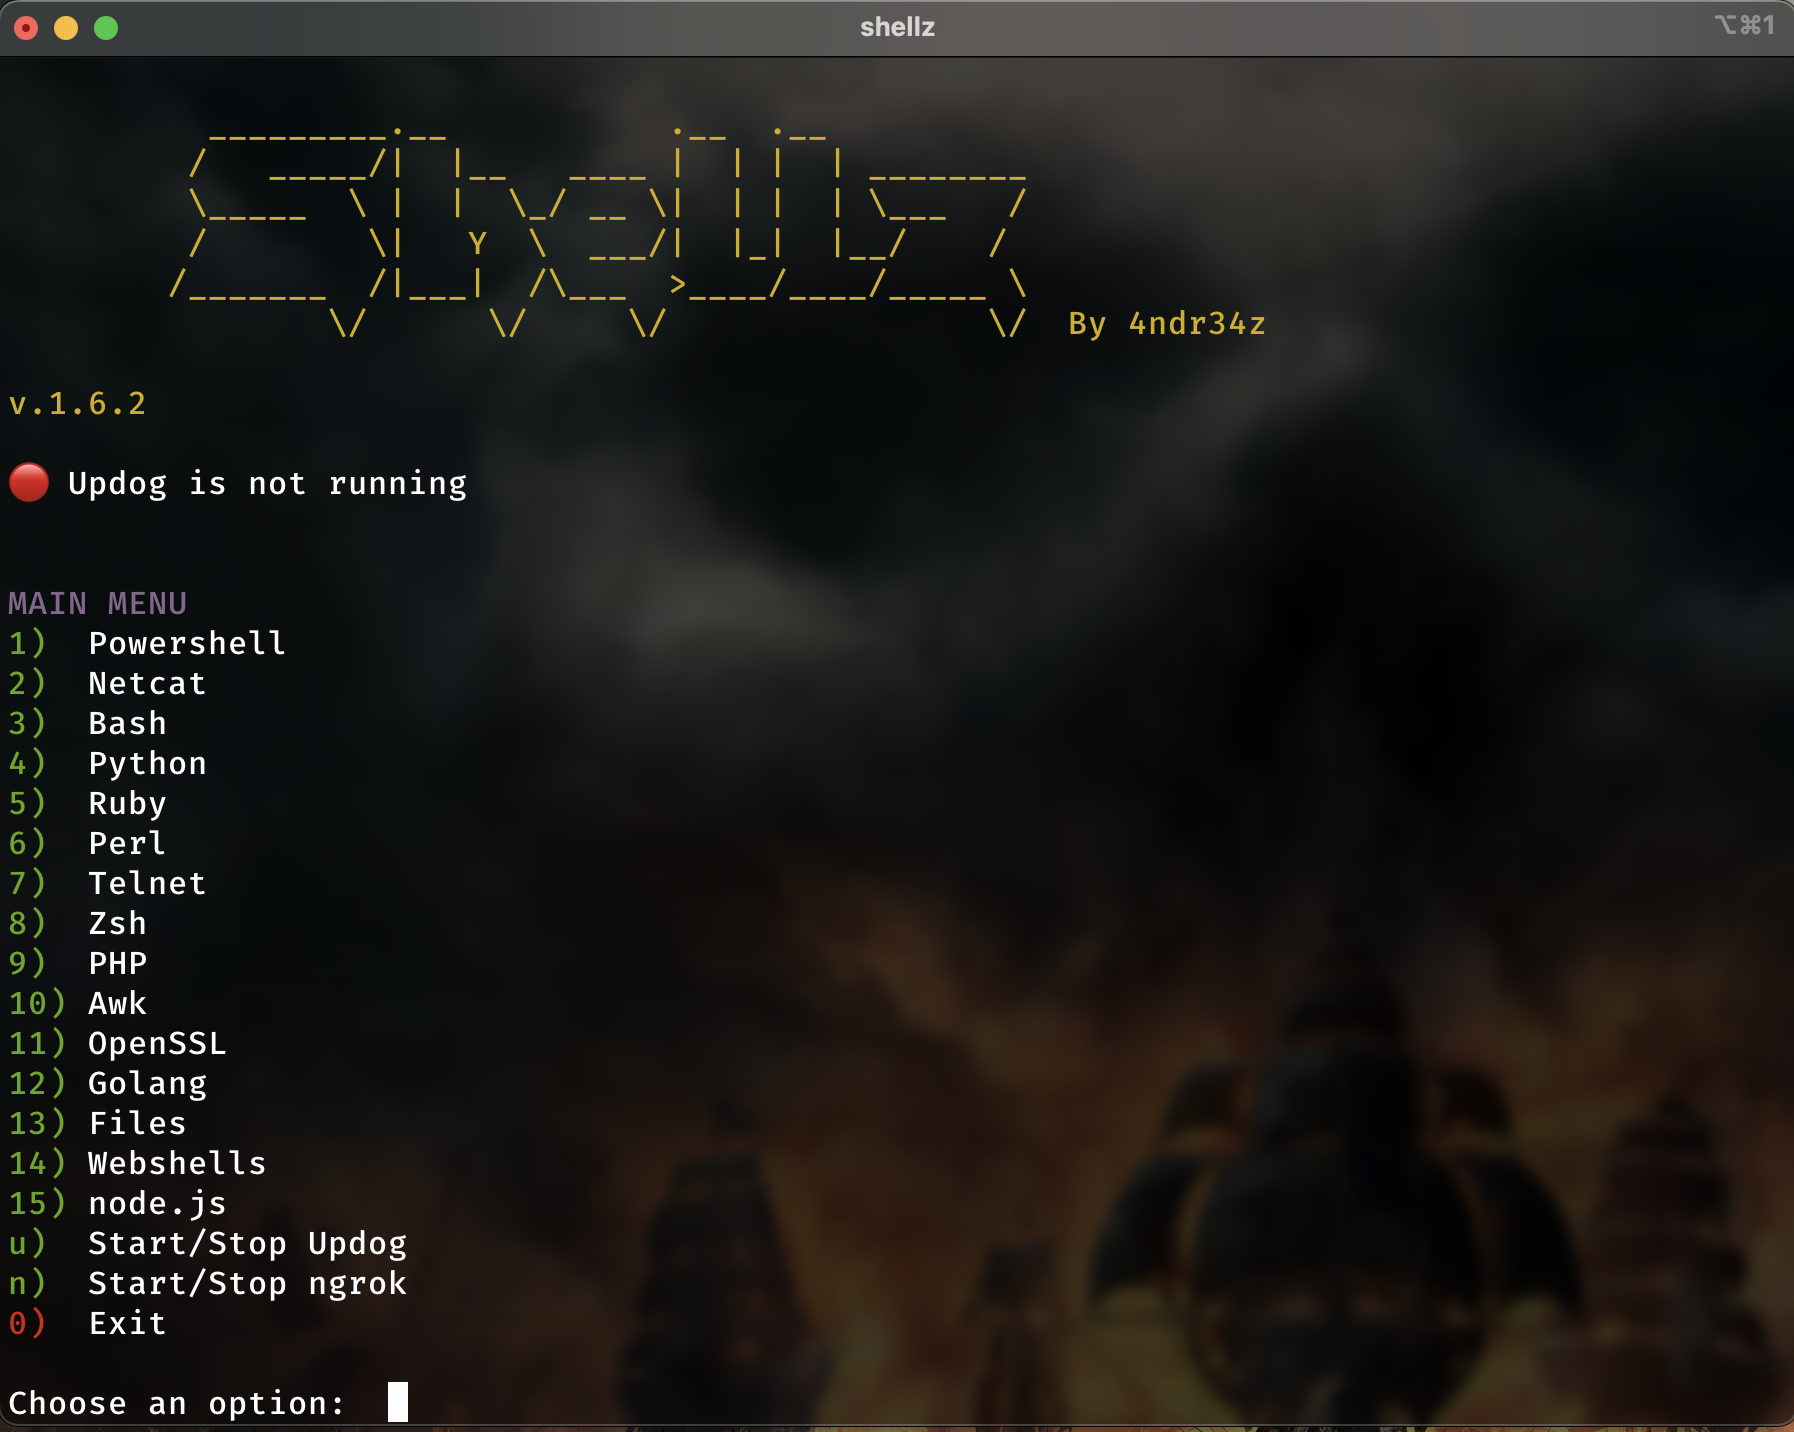 shellz
⌥⌘1
Shellz
By 4ndr34z
v.1.6.2
Updog is not running
MAIN MENU
1) Powershell
2) Netcat
3) Bash
4) Python
5) Ruby
6) Perl
7) Telnet
8) Zsh
9) PHP
10) Awk
11) OpenSSL
12) Golang
13) Files
14) Webshells
15) node.js
u) Start/Stop Updog
n) Start/Stop ngrok
0) Exit
Choose an option: